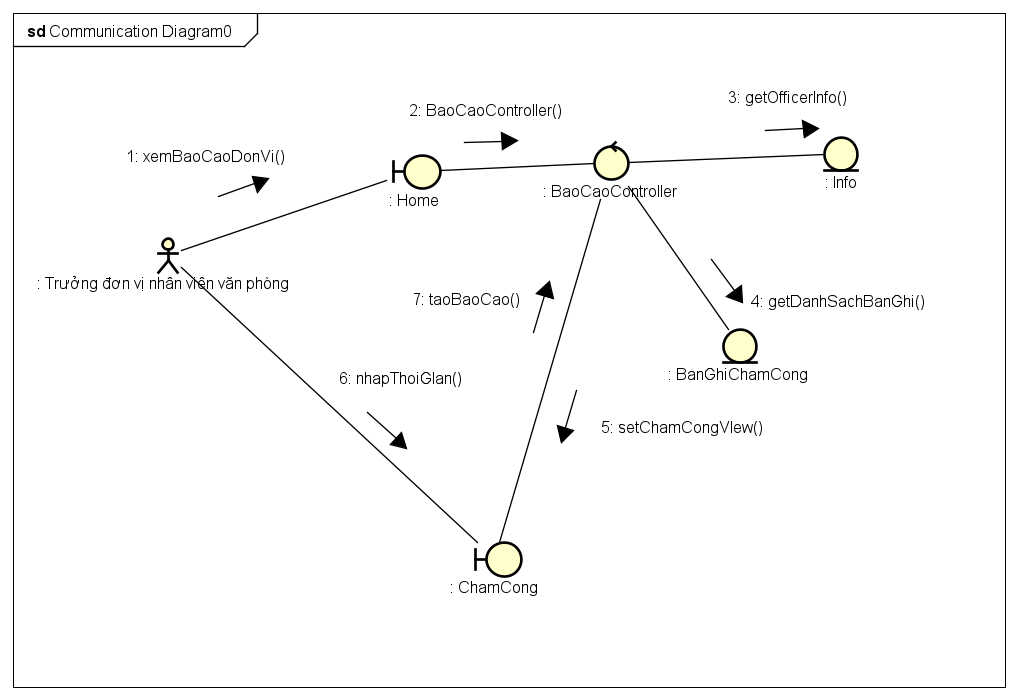 sd Communication Diagram0
2: BaoCaoController()
3: getOfficerInfo()
1: xemBaoCaoDonVi()
: Home
: BaoCaoController
: Info
: Trưởng đơn vị nhân viên văn phòng
7: taoBaoCao()
4: getDanhSachBanGhi()
: BanGhiChamCong
6: nhapThoiGIan()
5: setChamCongVIew()
: ChamCong